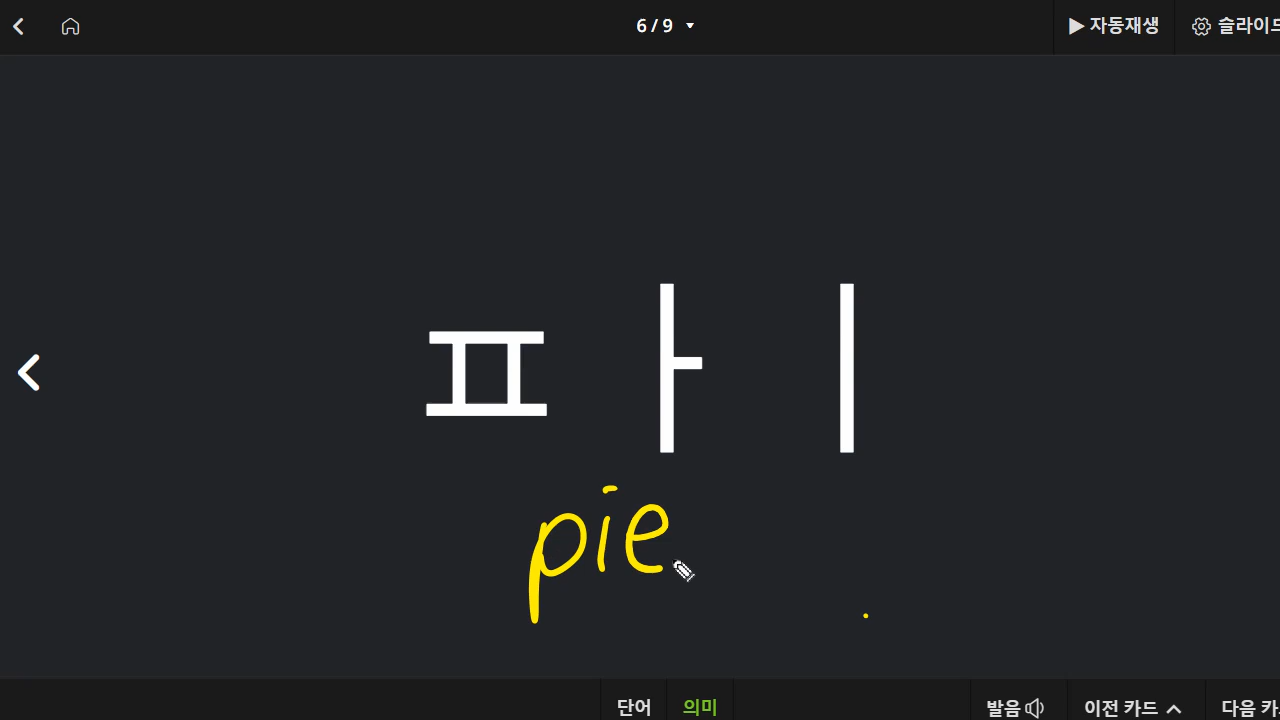 6 / 9
자동재생
슬라이드
ㅍ ㅏ ㅣ
pie
단어
의미
발음
이전 카드
다음 카